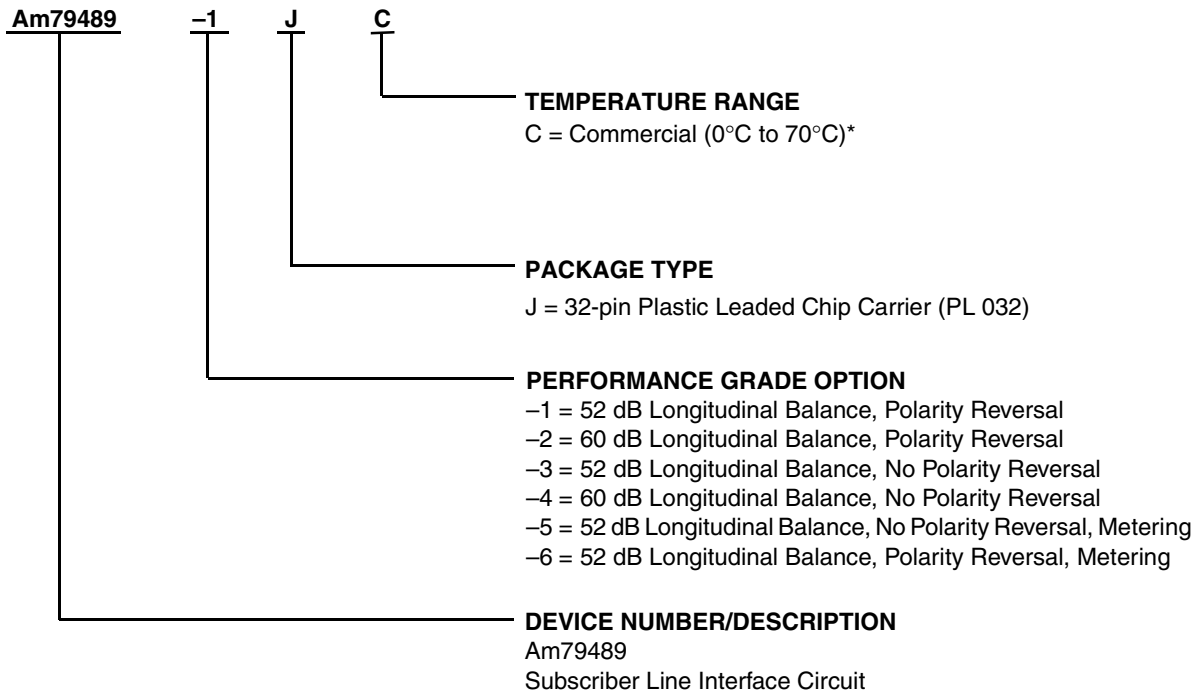 Am79489 –1 J C
TEMPERATURE RANGE
C = Commercial (0°C to 70°C)*
PACKAGE TYPE
J = 32-pin Plastic Leaded Chip Carrier (PL 032)
PERFORMANCE GRADE OPTION
–1 = 52 dB Longitudinal Balance, Polarity Reversal
–2 = 60 dB Longitudinal Balance, Polarity Reversal
–3 = 52 dB Longitudinal Balance, No Polarity Reversal
–4 = 60 dB Longitudinal Balance, No Polarity Reversal
–5 = 52 dB Longitudinal Balance, No Polarity Reversal, Metering
–6 = 52 dB Longitudinal Balance, Polarity Reversal, Metering
DEVICE NUMBER/DESCRIPTION
Am79489
Subscriber Line Interface Circuit